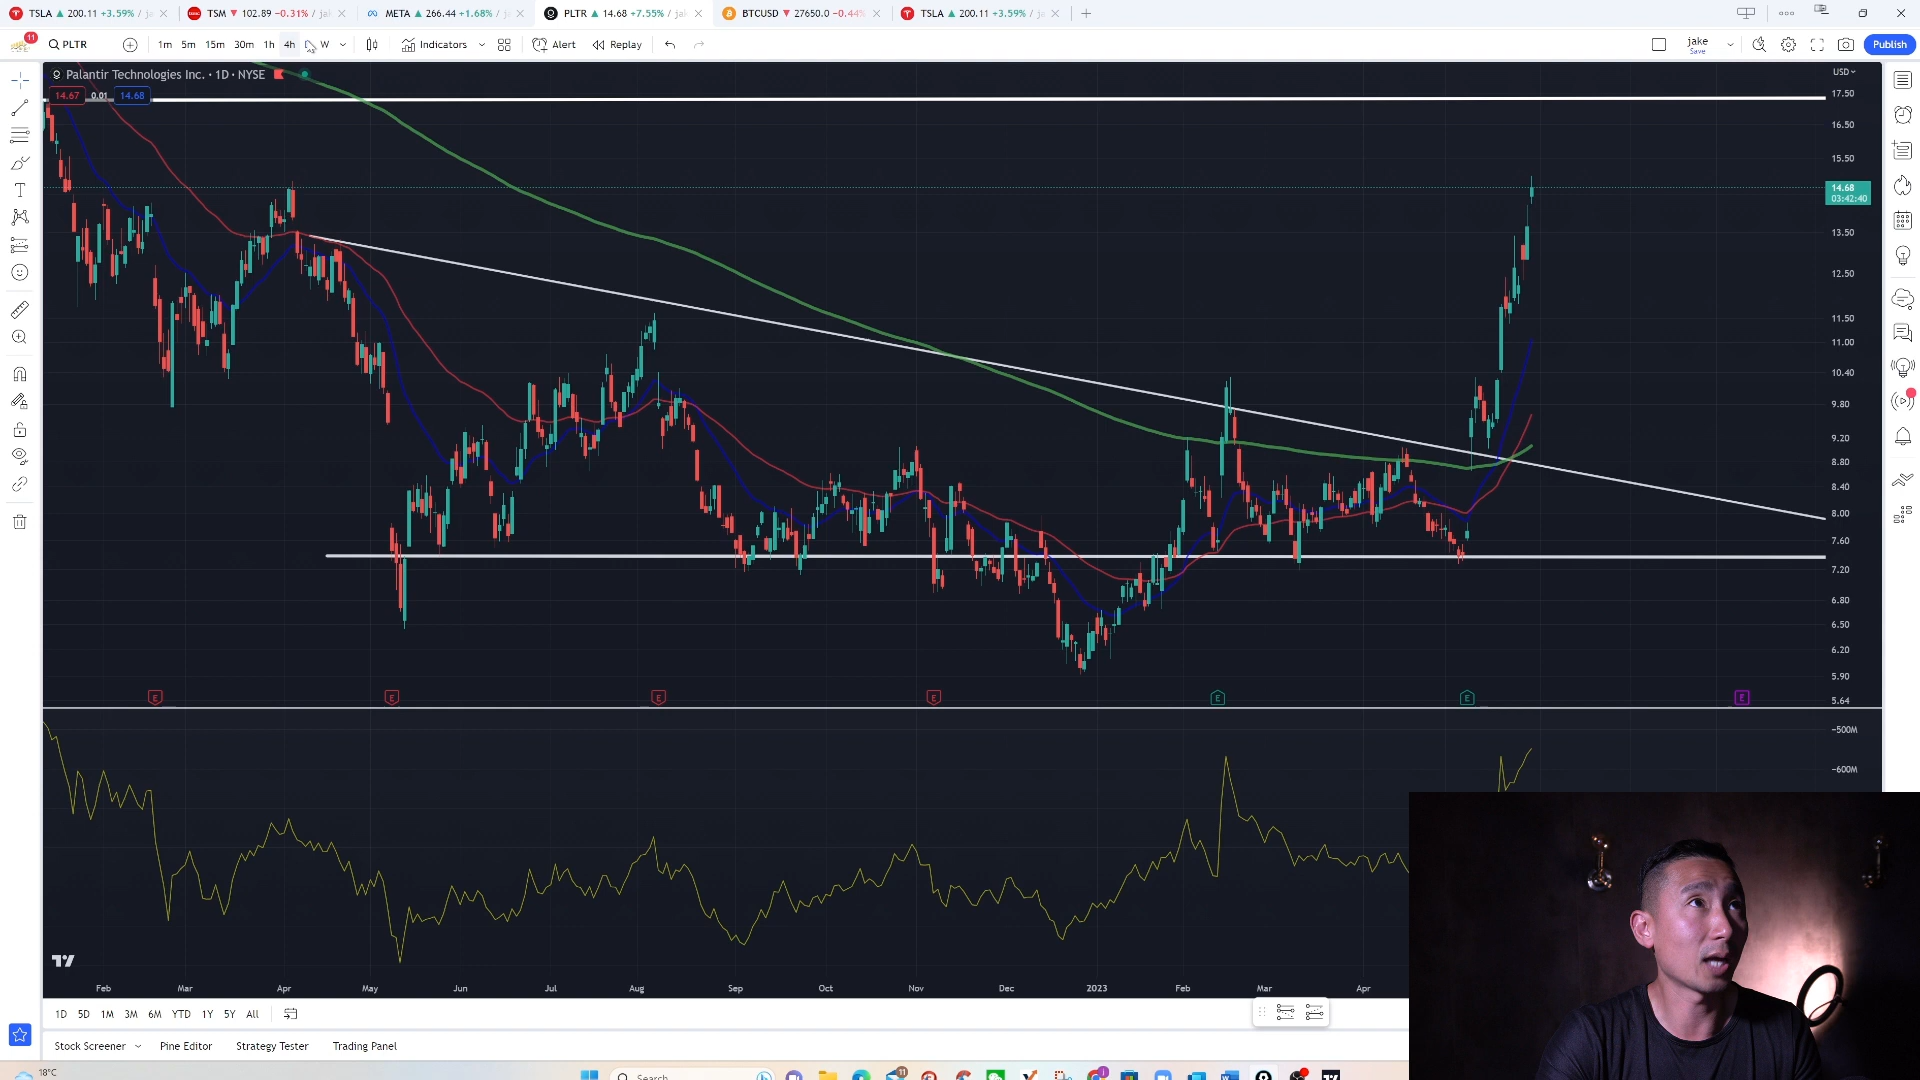 TSLA ▲ 200.11 +3.59% / ja
TSM ▼ 102.89 −0.31% / jak
META ▲ 266.44 +1.68% / j
PLTR ▲ 14.68 +7.55% / jak
BTCUSD ▼ 27650.0 −0.44%
TSLA ▲ 200.11 +3.59% / ja
11
PLTR
1m 5m 15m 30m 1h 4h W
Indicators
Alert
Replay
jake
Save
Publish
Palantir Technologies Inc. · 1D · NYSE
14.67 0.01 14.68
USD
17.50
16.50
15.50
14.68
03:42:40
13.50
12.50
11.50
11.00
10.40
9.80
9.20
8.80
8.40
8.00
7.60
7.20
6.80
6.50
6.20
5.90
5.64
E E E E E E E
−500M
−600M
Feb Mar Apr May Jun Jul Aug Sep Oct Nov Dec 2023 Feb Mar Apr
1D 5D 1M 3M 6M YTD 1Y 5Y All
Stock Screener Pine Editor Strategy Tester Trading Panel
18°C
Search
11